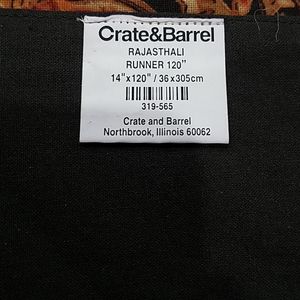 Crate&Barrel
RAJASTHALI
RUNNER 120"
14"x120" / 36x305cm
319-565
Crate and Barrel
Northbrook, Illinois 60062